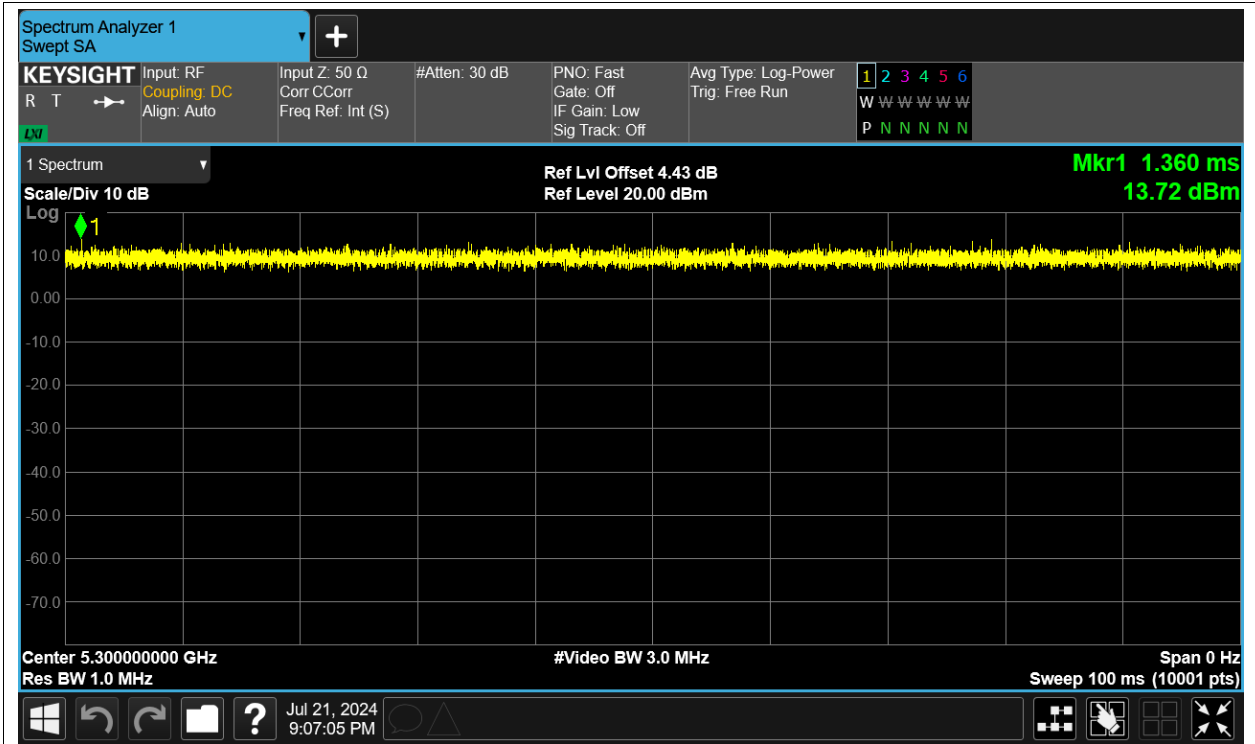 Spectrum Analyzer 1
Swept SA
KEYSIGHT
R T
LXI
Input: RF
Coupling: DC
Align: Auto
Input Z: 50 Ω
Corr CCorr
Freq Ref: Int (S)
#Atten: 30 dB
PNO: Fast
Gate: Off
IF Gain: Low
Sig Track: Off
Avg Type: Log-Power
Trig: Free Run
1 2 3 4 5 6
W W W W W W
P N N N N N
1 Spectrum
Scale/Div 10 dB
Log
Ref Lvl Offset 4.43 dB
Ref Level 20.00 dBm
Mkr1 1.360 ms
13.72 dBm
1
10.0
0.00
-10.0
-20.0
-30.0
-40.0
-50.0
-60.0
-70.0
Center 5.300000000 GHz
Res BW 1.0 MHz
#Video BW 3.0 MHz
Span 0 Hz
Sweep 100 ms (10001 pts)
?
Jul 21, 2024
9:07:05 PM